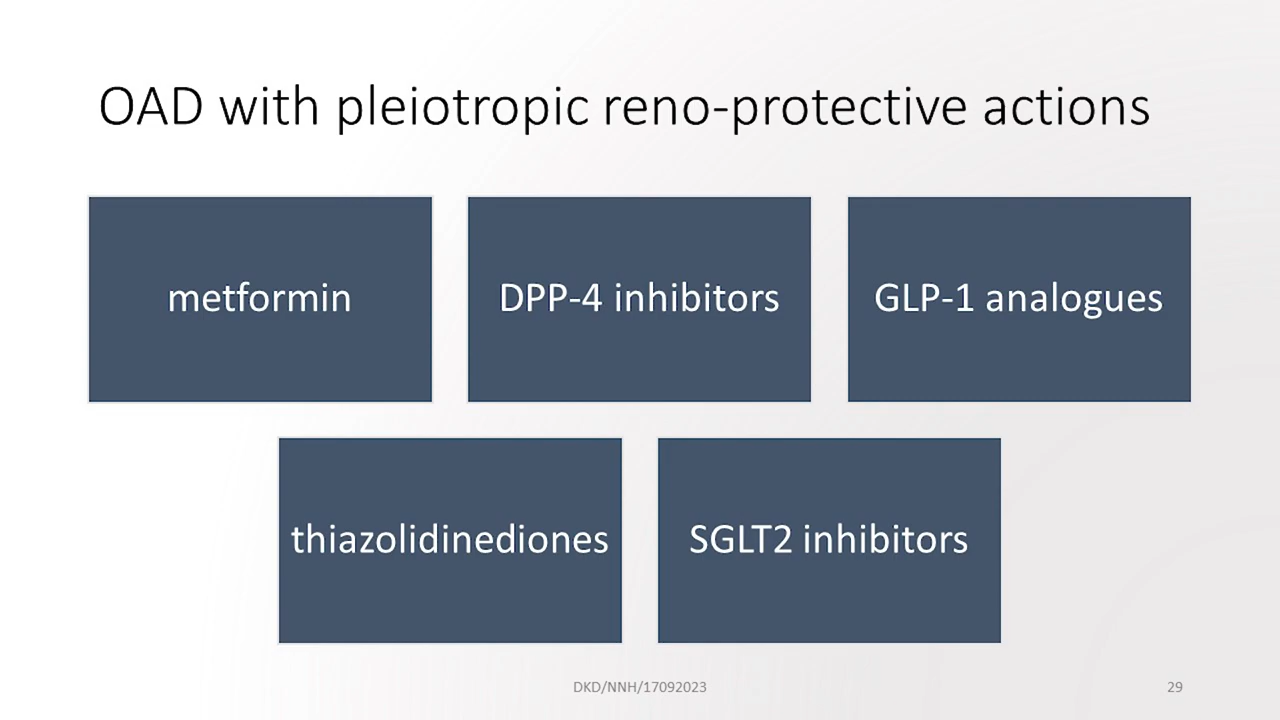 OAD with pleiotropic reno-protective actions
metformin
DPP-4 inhibitors
GLP-1 analogues
thiazolidinediones
SGLT2 inhibitors
DKD/NNH/17092023
29